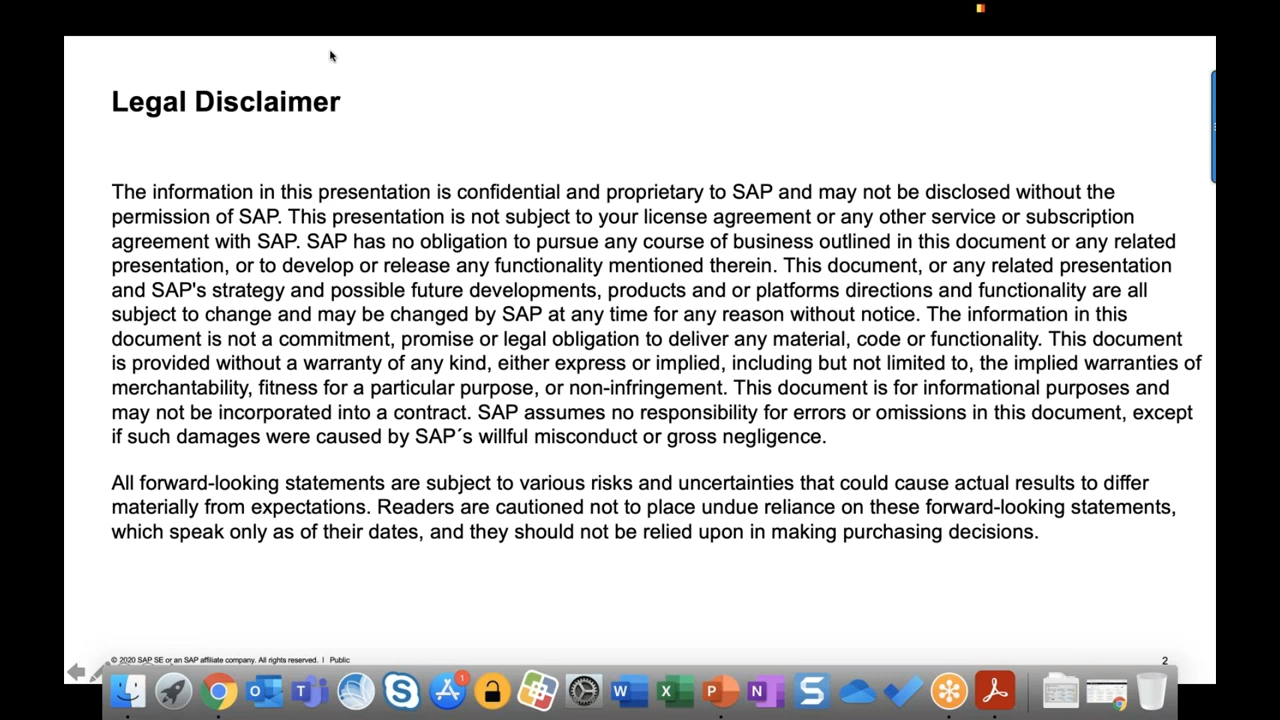 Legal Disclaimer
The information in this presentation is confidential and proprietary to SAP and may not be disclosed without the
permission of SAP. This presentation is not subject to your license agreement or any other service or subscription
agreement with SAP. SAP has no obligation to pursue any course of business outlined in this document or any related
presentation, or to develop or release any functionality mentioned therein. This document, or any related presentation
and SAP's strategy and possible future developments, products and or platforms directions and functionality are all
subject to change and may be changed by SAP at any time for any reason without notice. The information in this
document is not a commitment, promise or legal obligation to deliver any material, code or functionality. This document
is provided without a warranty of any kind, either express or implied, including but not limited to, the implied warranties of
merchantability, fitness for a particular purpose, or non-infringement. This document is for informational purposes and
may not be incorporated into a contract. SAP assumes no responsibility for errors or omissions in this document, except
if such damages were caused by SAP´s willful misconduct or gross negligence.
All forward-looking statements are subject to various risks and uncertainties that could cause actual results to differ
materially from expectations. Readers are cautioned not to place undue reliance on these forward-looking statements,
which speak only as of their dates, and they should not be relied upon in making purchasing decisions.
© 2020 SAP SE or an SAP affiliate company. All rights reserved. | Public
2
O T S 1 W X P N S